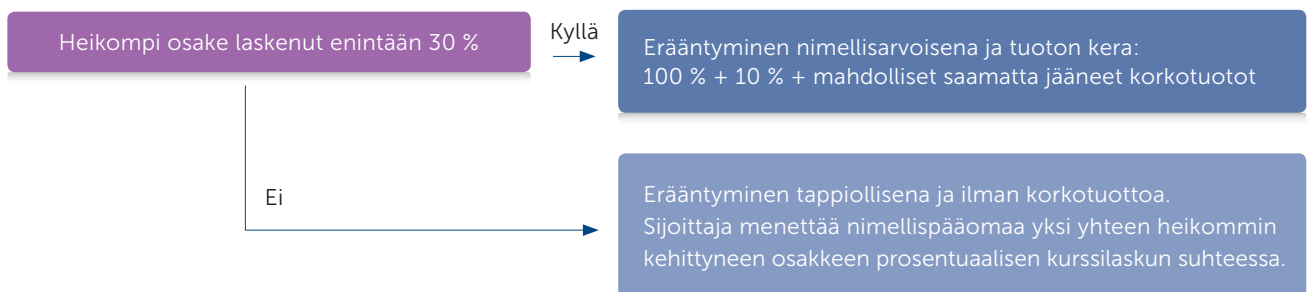 Heikompi osake laskenut enintään 30 %
Kyllä
Erääntyminen nimellisarvoisena ja tuoton kera:
100 % + 10 % + mahdolliset saamatta jääneet korkotuotot
Ei
Erääntyminen tappiollisena ja ilman korkotuottoa.
Sijoittaja menettää nimellispääomaa yksi yhteen heikommin
kehittyneen osakkeen prosentuaalisen kurssilaskun suhteessa.